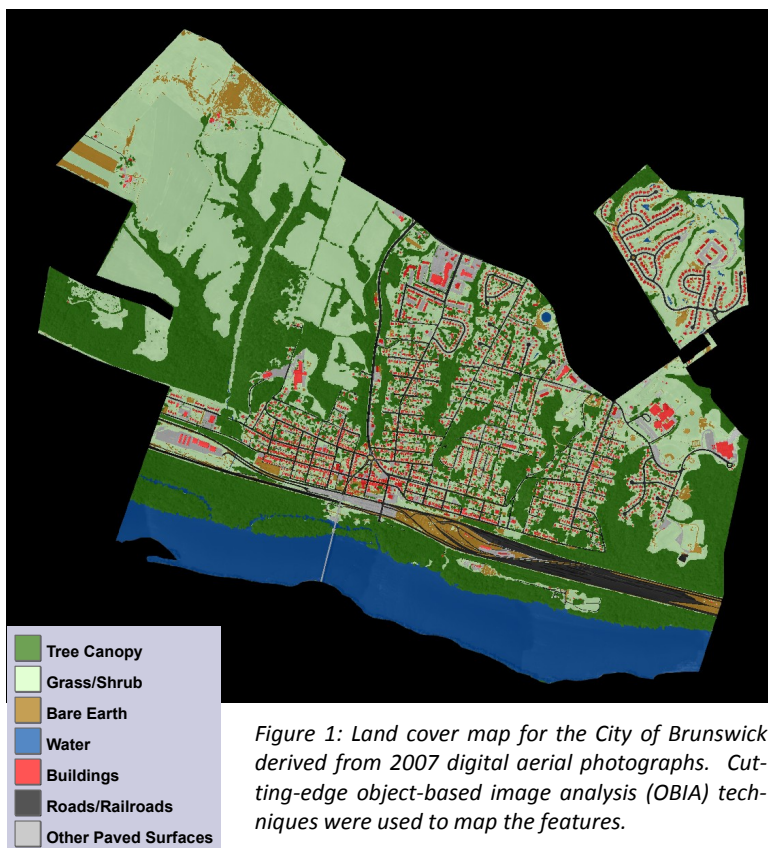 Tree Canopy
Grass/Shrub
Bare Earth
Water
Buildings
Roads/Railroads
Other Paved Surfaces
Figure 1: Land cover map for the City of Brunswick
derived from 2007 digital aerial photographs. Cut-
ting-edge object-based image analysis (OBIA) tech-
niques were used to map the features.